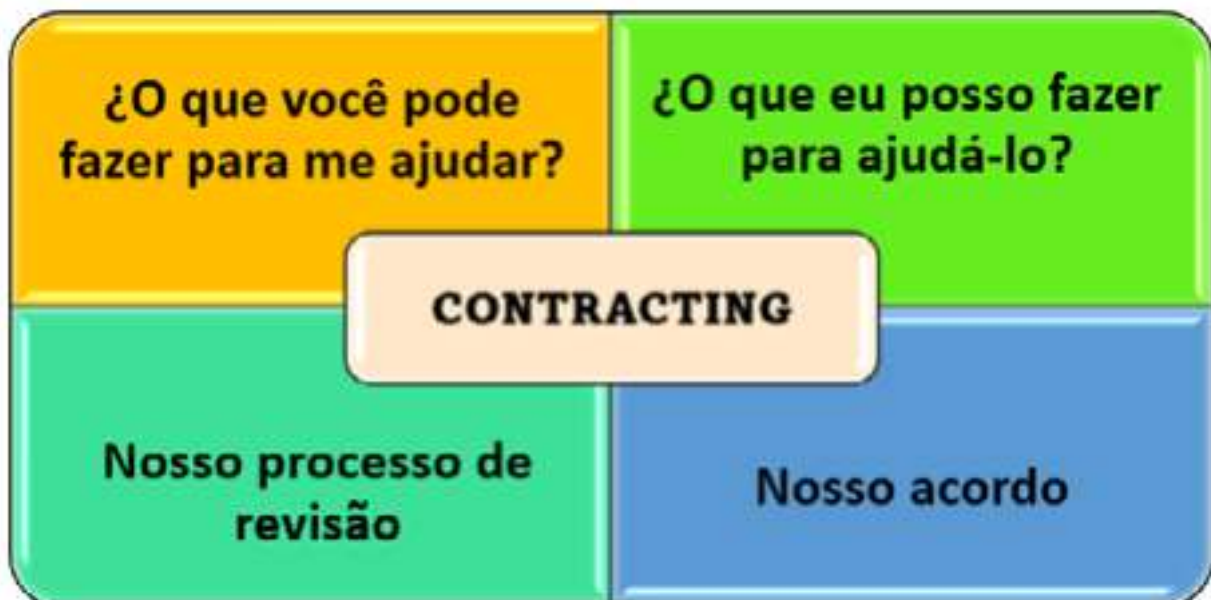 ¿O que você pode
fazer para me ajudar?
¿O que eu posso fazer
para ajudá-lo?
CONTRACTING
Nosso processo de
revisão
Nosso acordo